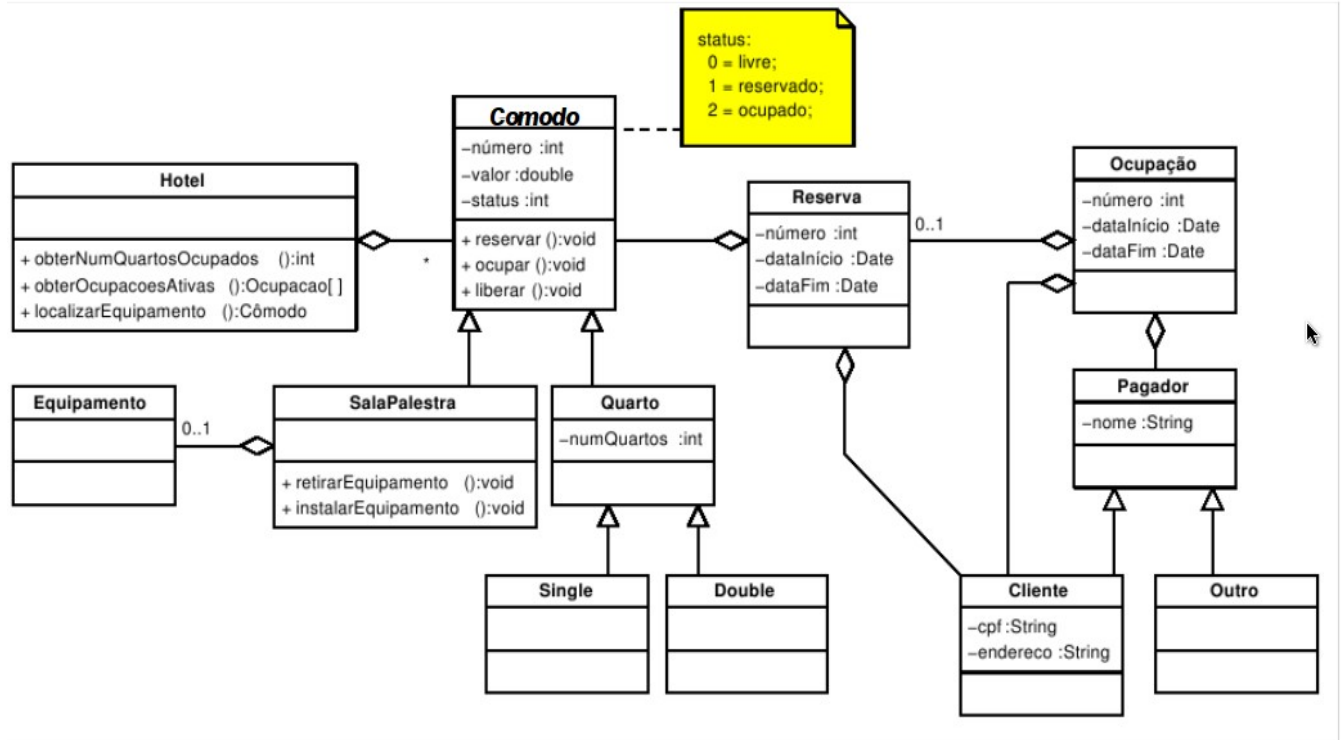 status:
0 = livre;
1 = reservado;
2 = ocupado;
Comodo
–número :int
–valor :double
–status :int
+ reservar ():void
+ ocupar ():void
+ liberar ():void
Hotel
+ obterNumQuartosOcupados ():int
+ obterOcupacoesAtivas ():Ocupacao[ ]
+ localizarEquipamento ():Cômodo
*
Reserva
–número :int
–dataInício :Date
–dataFim :Date
0..1
Ocupação
–número :int
–dataInício :Date
–dataFim :Date
Equipamento
0..1
SalaPalestra
+ retirarEquipamento ():void
+ instalarEquipamento ():void
Quarto
–numQuartos :int
Pagador
–nome :String
Single
Double
Cliente
–cpf :String
–endereco :String
Outro